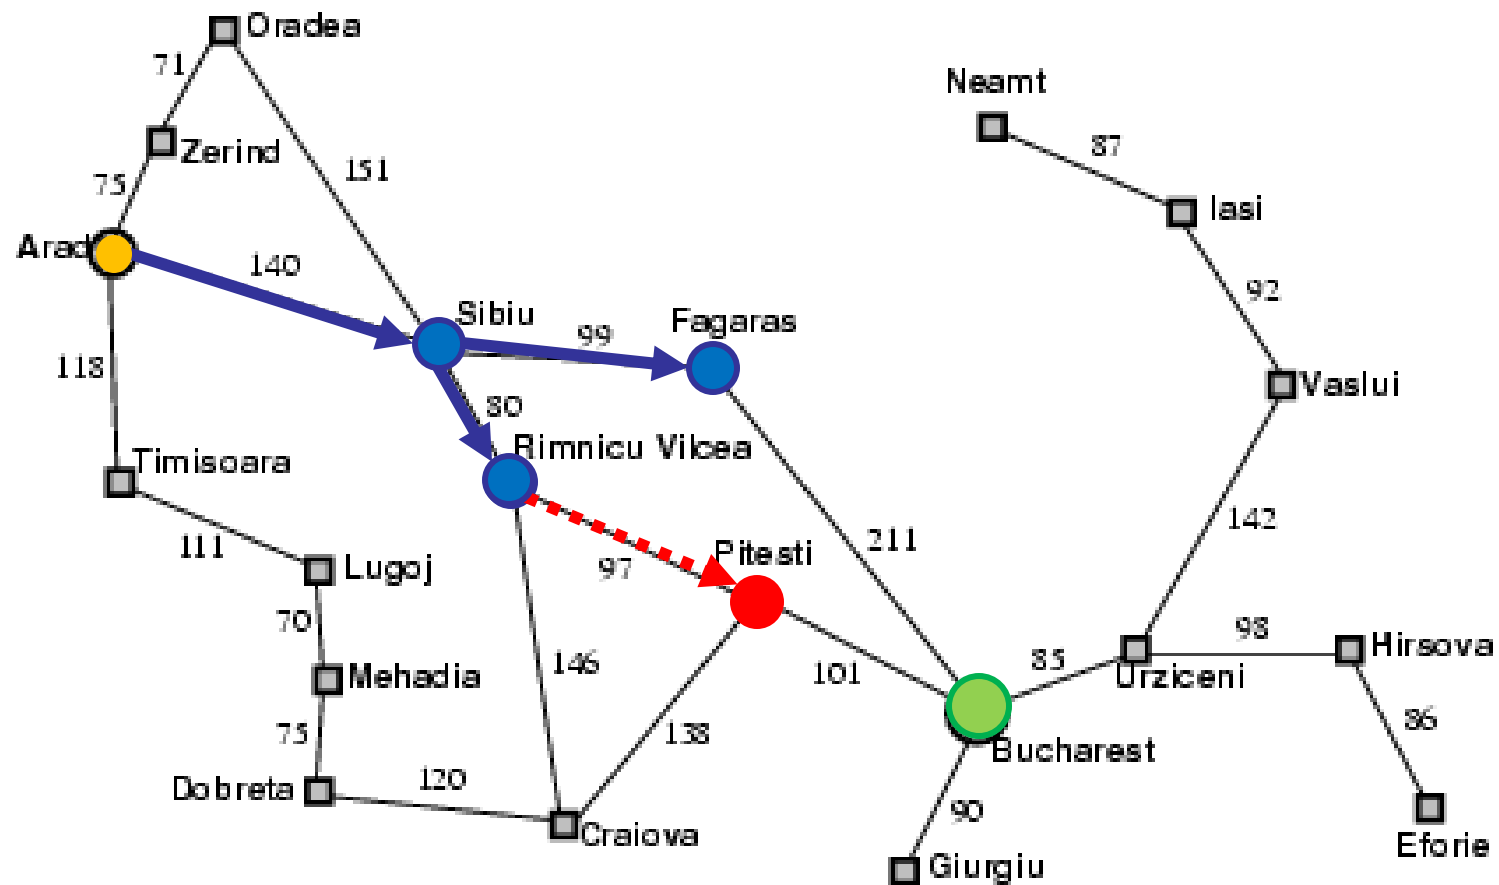 Oradea
71
Neamt
Zerind
87
151
75
Iasi
Arad
140
92
Sibiu
Fagaras
99
118
Vaslui
80
Rimnicu Vilcea
Timisoara
142
111
211
Pitesti
97
Lugoj
70
98
Hirsova
146
85
101
Urziceni
Mehadia
86
138
75
Bucharest
120
Dobreta
90
Craiova
Eforie
Giurgiu